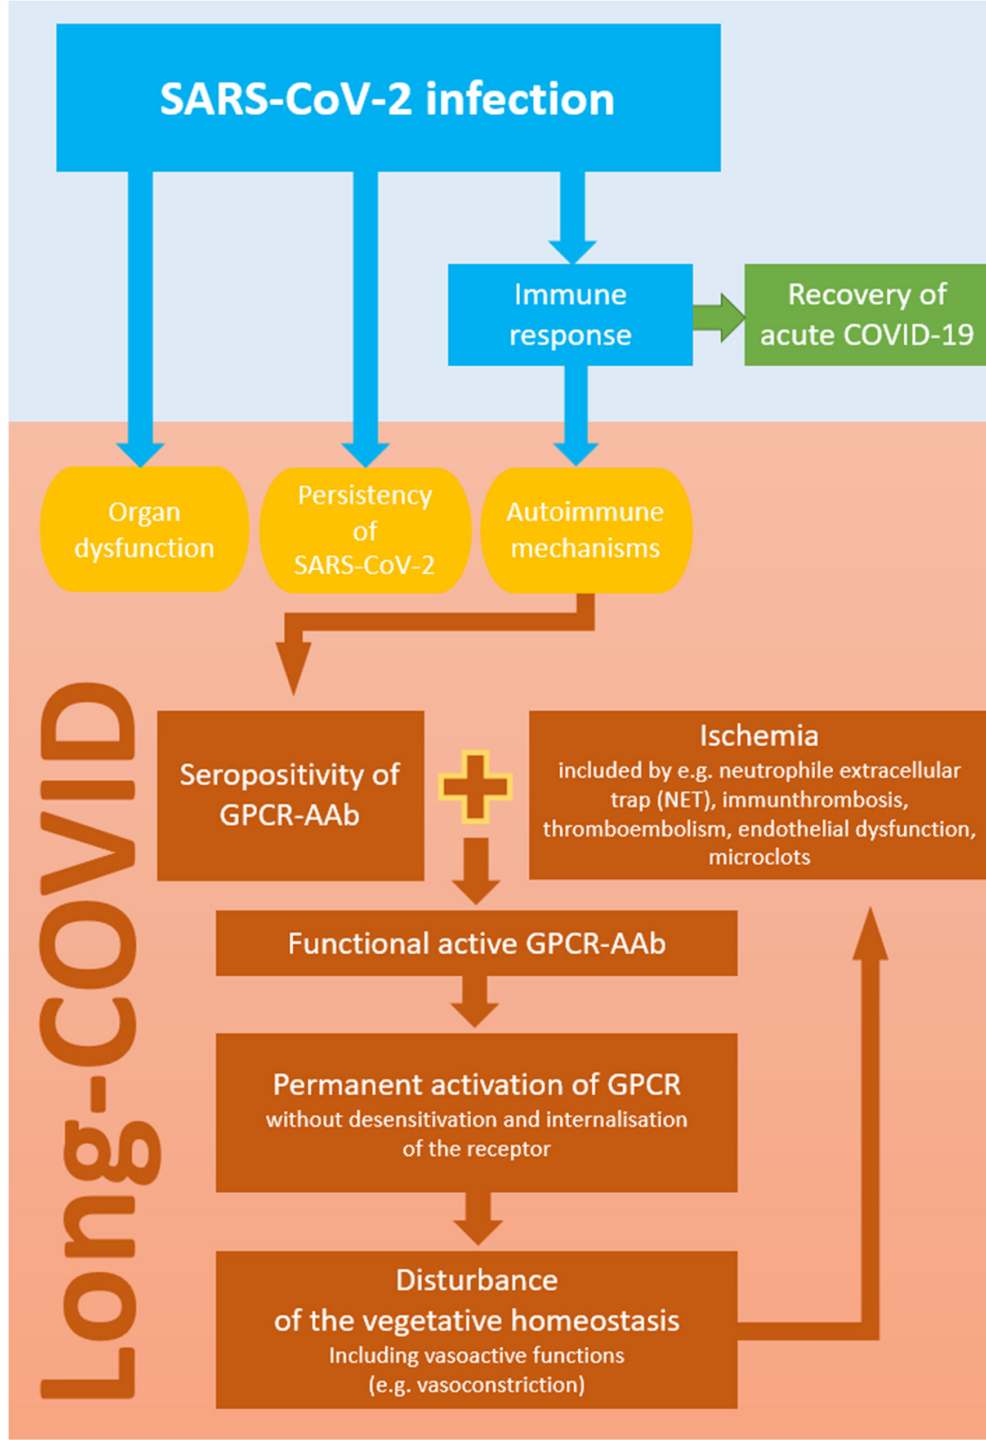 SARS-CoV-2 infection
Immune
response
Recovery of
acute COVID-19
Organ
dysfunction
Persistency
of
SARS-CoV-2
Autoimmune
mechanisms
Long-COVID
Seropositivity of
GPCR-AAb
Ischemia
included by e.g. neutrophile extracellular
trap (NET), immunthrombosis,
thromboembolism, endothelial dysfunction,
microclots
Functional active GPCR-AAb
Permanent activation of GPCR
without desensitivation and internalisation
of the receptor
Disturbance
of the vegetative homeostasis
Including vasoactive functions
(e.g. vasoconstriction)